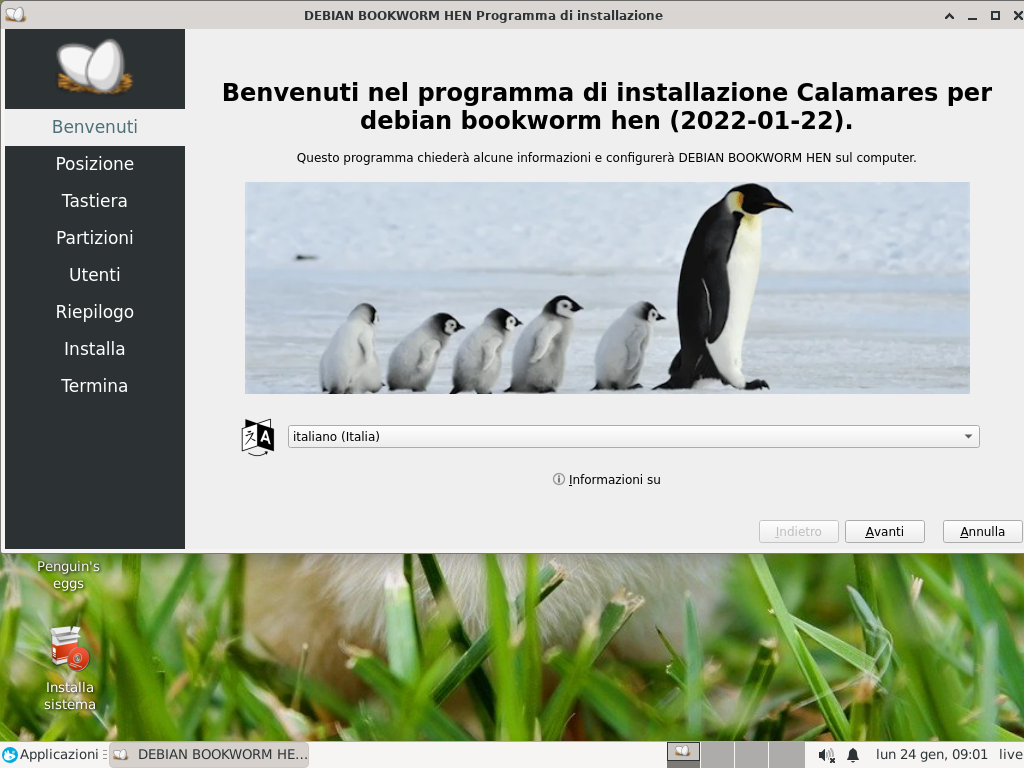 DEBIAN BOOKWORM HEN Programma di installazione
Benvenuti
Posizione
Tastiera
Partizioni
Utenti
Riepilogo
Installa
Termina
Benvenuti nel programma di installazione Calamares per
debian bookworm hen (2022-01-22).
Questo programma chiederà alcune informazioni e configurerà DEBIAN BOOKWORM HEN sul computer.
italiano (Italia)
Informazioni su
Indietro
Avanti
Annulla
Penguin's
eggs
Installa
sistema
Applicazioni
DEBIAN BOOKWORM HE...
lun 24 gen, 09:01
live